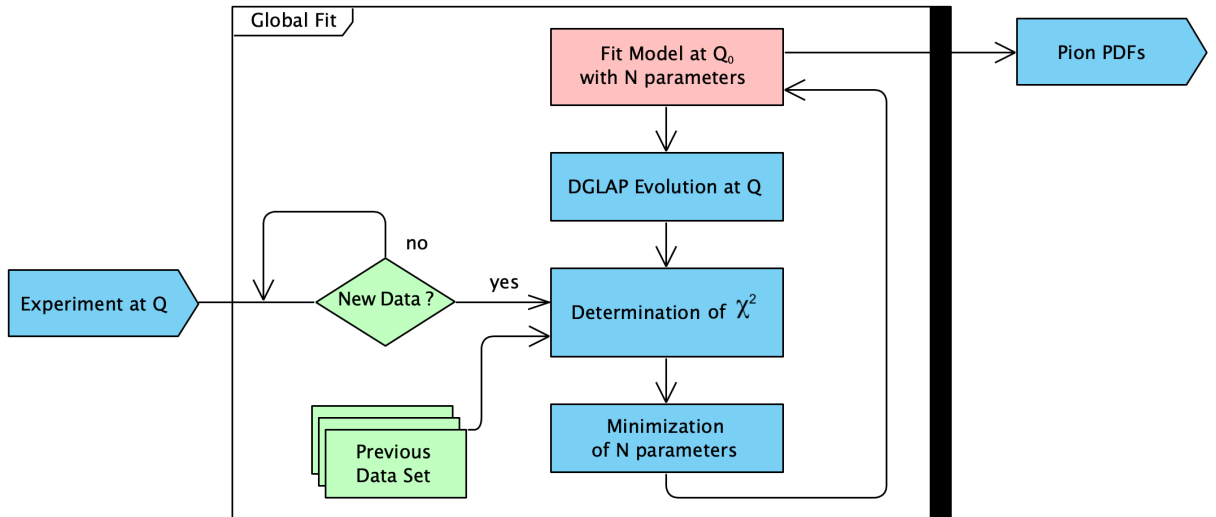 Global Fit
Fit Model at Q₀
with N parameters
Pion PDFs
DGLAP Evolution at Q
no
Experiment at Q
New Data ?
yes
Determination of χ²
Previous
Data Set
Minimization
of N parameters